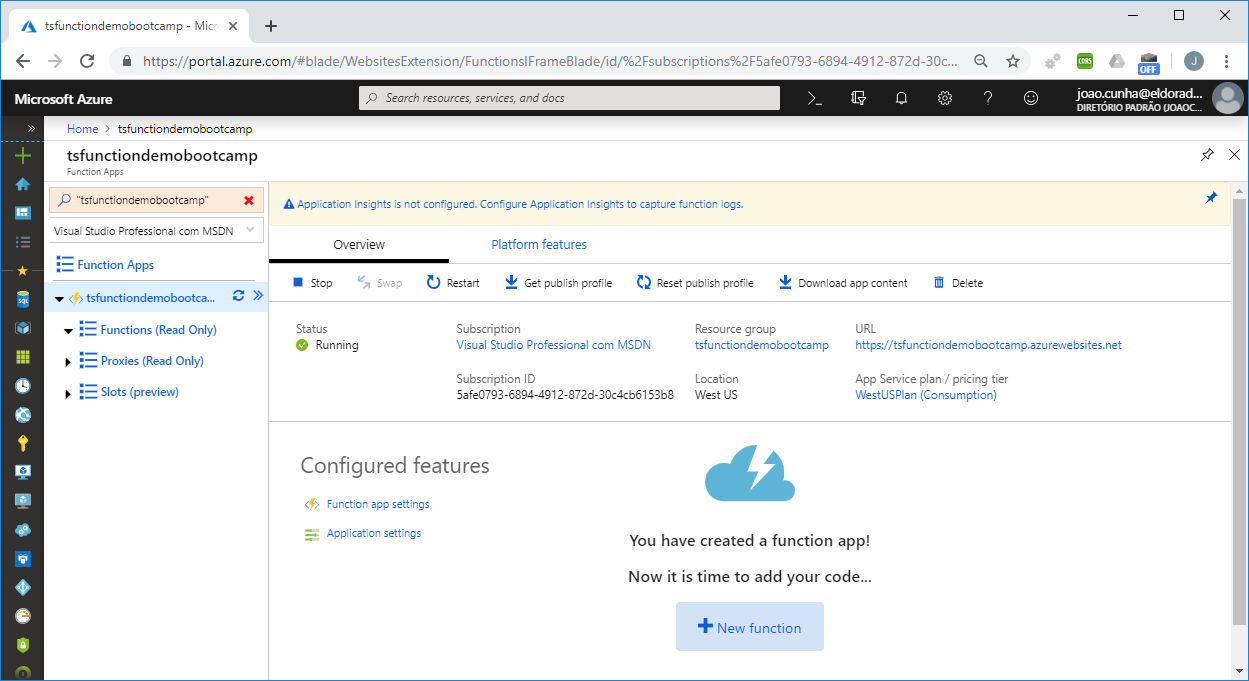 tsfunctiondemobootcamp - Micr
https://portal.azure.com/#blade/WebsitesExtension/FunctionsIFrameBlade/id/%2Fsubscriptions%2F5afe0793-6894-4912-872d-30c...
CORS
OFF
J
Microsoft Azure
Search resources, services, and docs
joao.cunha@eldorad...
DIRETÓRIO PADRÃO (JOAOC...
Home > tsfunctiondemobootcamp
tsfunctiondemobootcamp
Function Apps
"tsfunctiondemobootcamp"
Visual Studio Professional com MSDN
Function Apps
tsfunctiondemobootca...
Functions (Read Only)
Proxies (Read Only)
Slots (preview)
SQL
Application Insights is not configured. Configure Application Insights to capture function logs.
Overview Platform features
Stop Swap Restart Get publish profile Reset publish profile Download app content Delete
Status Subscription Resource group URL
Running Visual Studio Professional com MSDN tsfunctiondemobootcamp https://tsfunctiondemobootcamp.azurewebsites.net
Subscription ID Location App Service plan / pricing tier
5afe0793-6894-4912-872d-30c4cb6153b8 West US WestUSPlan (Consumption)
Configured features
Function app settings
Application settings
You have created a function app!
Now it is time to add your code...
New function